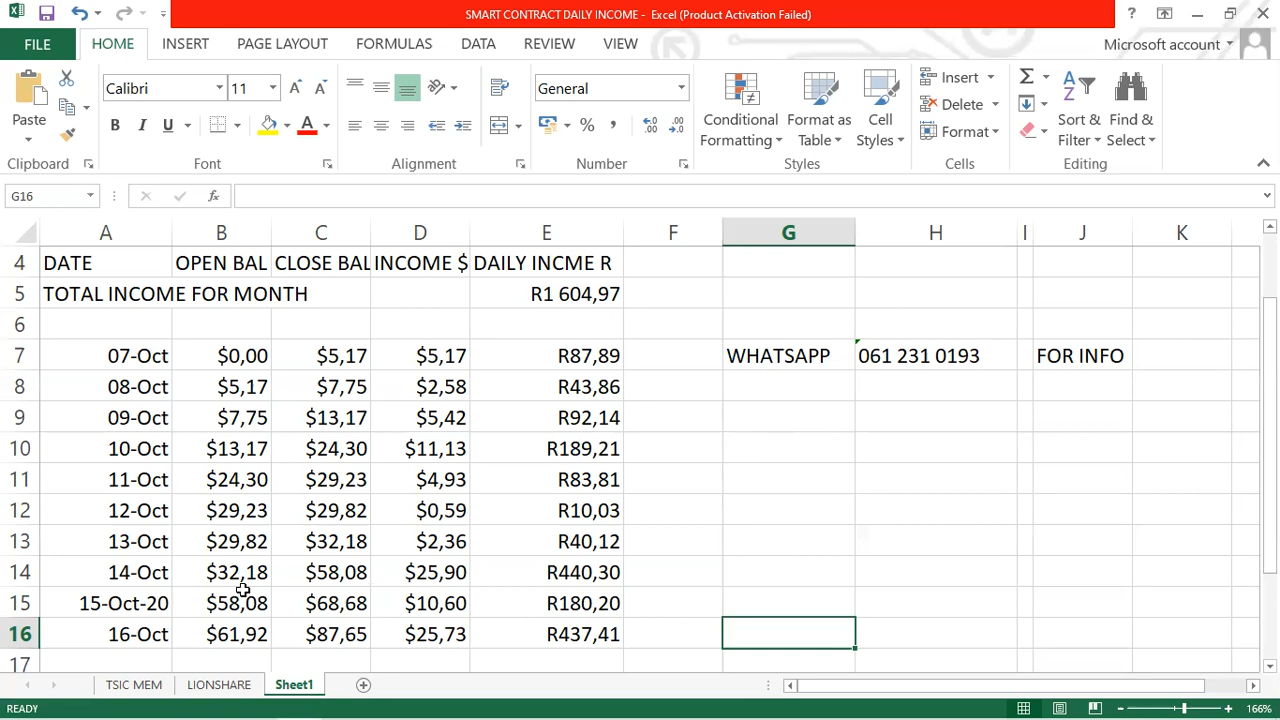 SMART CONTRACT DAILY INCOME - Excel (Product Activation Failed)
FILE HOME INSERT PAGE LAYOUT FORMULAS DATA REVIEW VIEW Microsoft account
Calibri 11 General Insert
Paste Conditional Format as Cell Delete Sort & Find &
Formatting Table Styles Format Filter Select
Clipboard Font Alignment Number Styles Cells Editing
G16 fx
A B C D E F G H I J K
4 DATE OPEN BAL CLOSE BAL INCOME $ DAILY INCME R
5 TOTAL INCOME FOR MONTH R1 604,97
6
7 07-Oct $0,00 $5,17 $5,17 R87,89 WHATSAPP 061 231 0193 FOR INFO
8 08-Oct $5,17 $7,75 $2,58 R43,86
9 09-Oct $7,75 $13,17 $5,42 R92,14
10 10-Oct $13,17 $24,30 $11,13 R189,21
11 11-Oct $24,30 $29,23 $4,93 R83,81
12 12-Oct $29,23 $29,82 $0,59 R10,03
13 13-Oct $29,82 $32,18 $2,36 R40,12
14 14-Oct $32,18 $58,08 $25,90 R440,30
15 15-Oct-20 $58,08 $68,68 $10,60 R180,20
16 16-Oct $61,92 $87,65 $25,73 R437,41
17
TSIC MEM LIONSHARE Sheet1
READY 166%